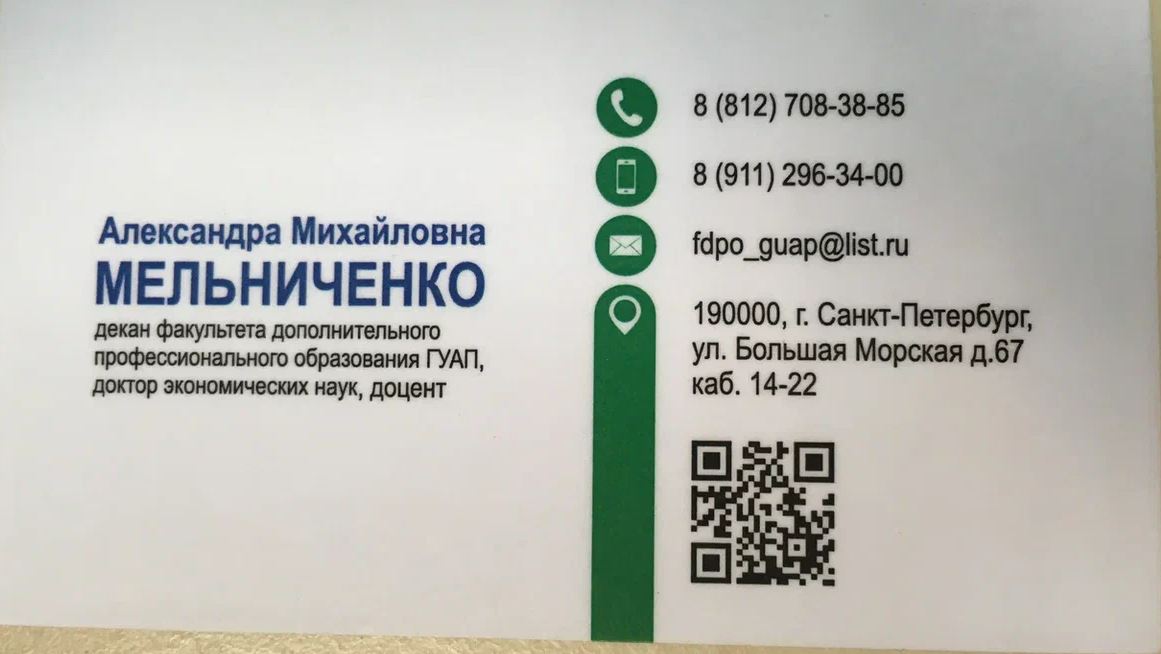 Александра Михайловна
МЕЛЬНИЧЕНКО
декан факультета дополнительного
профессионального образования ГУАП,
доктор экономических наук, доцент
8 (812) 708-38-85
8 (911) 296-34-00
fdpo_guap@list.ru
190000, г. Санкт-Петербург,
ул. Большая Морская д.67
каб. 14-22